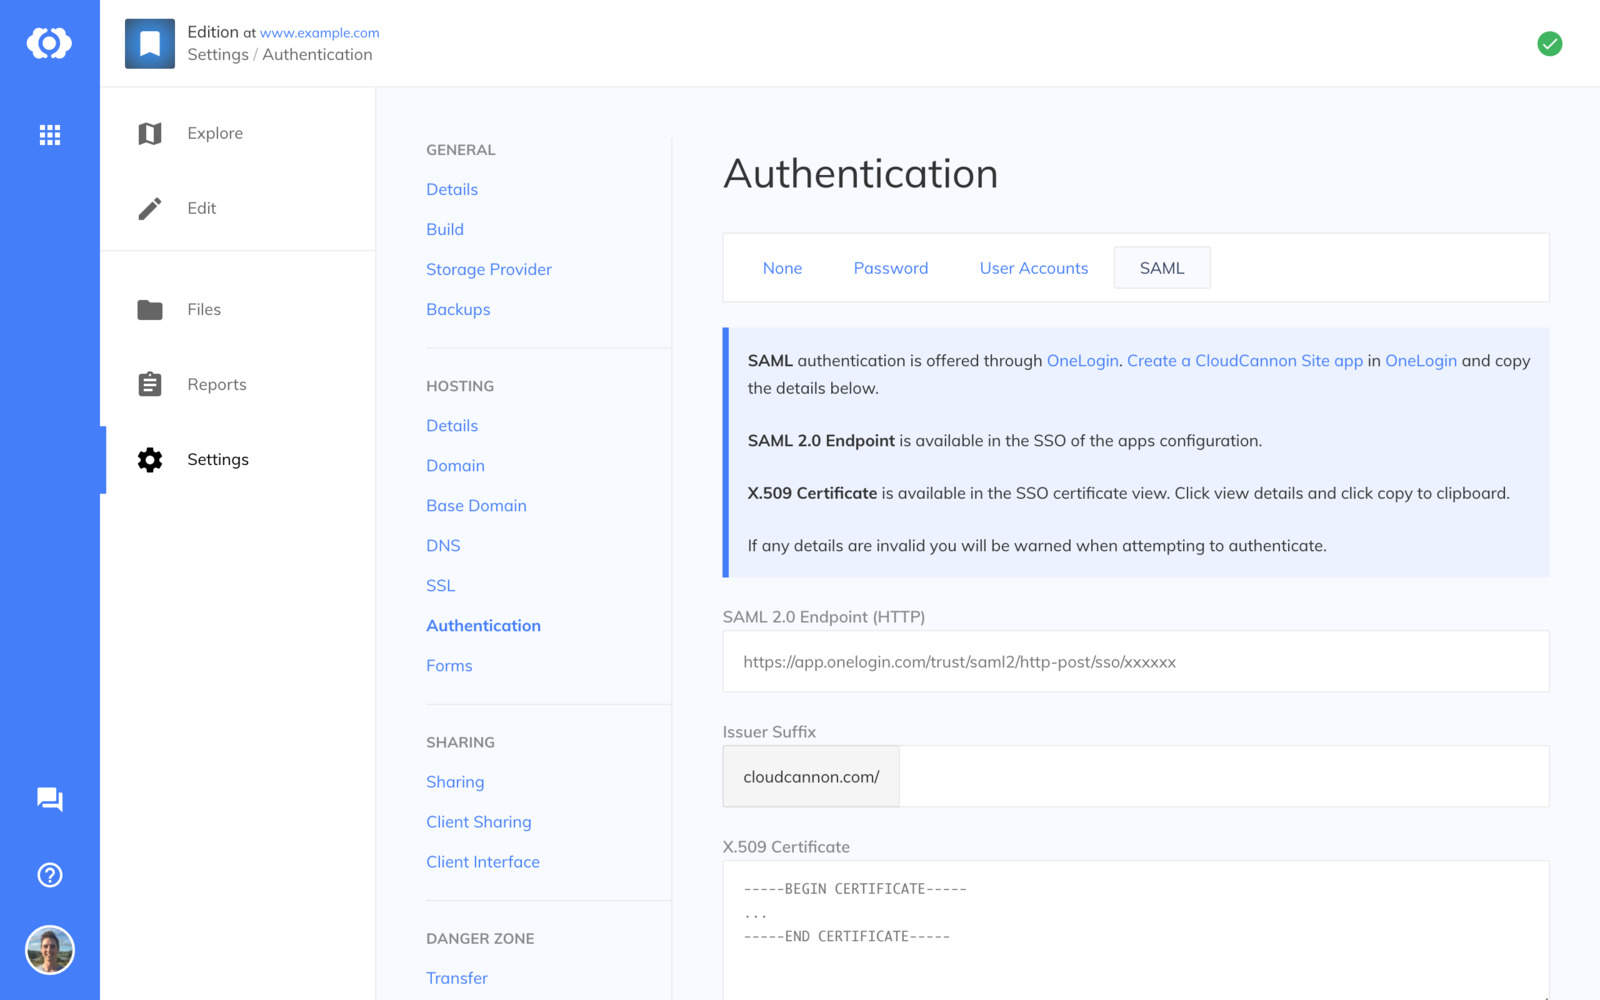 Edition at www.example.com
Settings / Authentication
Explore
Edit
Files
Reports
Settings
GENERAL
Details
Build
Storage Provider
Backups
HOSTING
Details
Domain
Base Domain
DNS
SSL
Authentication
Forms
SHARING
Sharing
Client Sharing
Client Interface
DANGER ZONE
Transfer
Authentication
None
Password
User Accounts
SAML
SAML authentication is offered through OneLogin. Create a CloudCannon Site app in OneLogin and copy
the details below.
SAML 2.0 Endpoint is available in the SSO of the apps configuration.
X.509 Certificate is available in the SSO certificate view. Click view details and click copy to clipboard.
If any details are invalid you will be warned when attempting to authenticate.
SAML 2.0 Endpoint (HTTP)
https://app.onelogin.com/trust/saml2/http-post/sso/xxxxxx
Issuer Suffix
cloudcannon.com/
X.509 Certificate
-----BEGIN CERTIFICATE-----
...
-----END CERTIFICATE-----